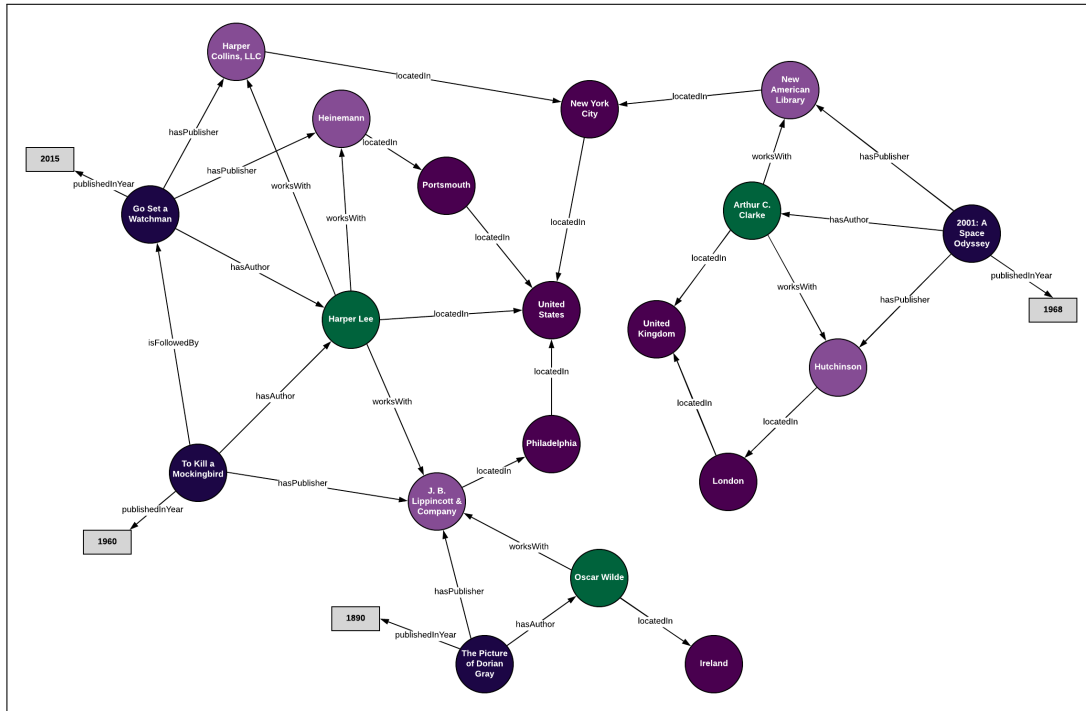 Harper
Collins, LLC
locatedIn
New York
City
locatedIn
New
American
Library
Heinemann
hasPublisher
locatedIn
2015
publishedInYear
hasPublisher
worksWith
worksWith
Portsmouth
worksWith
hasPublisher
Go Set a
Watchman
Arthur C.
Clarke
hasAuthor
2001: A
Space
Odyssey
locatedIn
locatedIn
locatedIn
hasAuthor
publishedInYear
worksWith
hasPublisher
1968
Harper Lee
locatedIn
United
States
United
Kingdom
isFollowedBy
locatedIn
Hutchinson
hasAuthor
worksWith
locatedIn
locatedIn
Philadelphia
To Kill a
Mockingbird
hasPublisher
locatedIn
London
J. B.
Lippincott &
Company
publishedInYear
1960
worksWith
Oscar Wilde
hasPublisher
1890
publishedInYear
hasAuthor
locatedIn
The Picture
of Dorian
Gray
Ireland